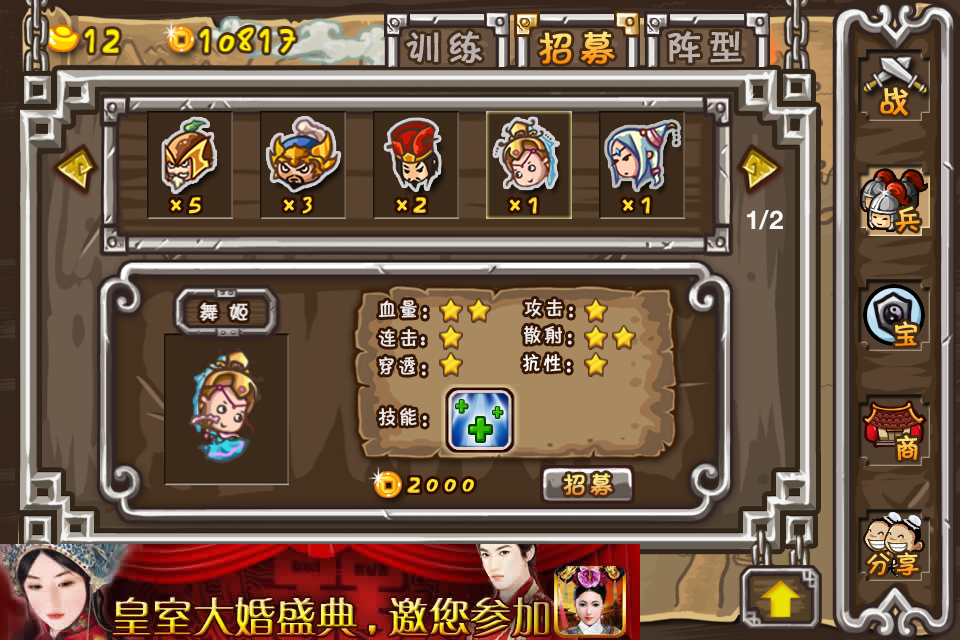 12 10817 训练 招募 阵型
战
×5 ×3 ×2 ×1 ×1
1/2
兵
舞姬
血量: 攻击:
连击: 散射:
穿透: 抗性:
技能:
宝
商
2000 招募
分享
皇室大婚盛典，邀您参加